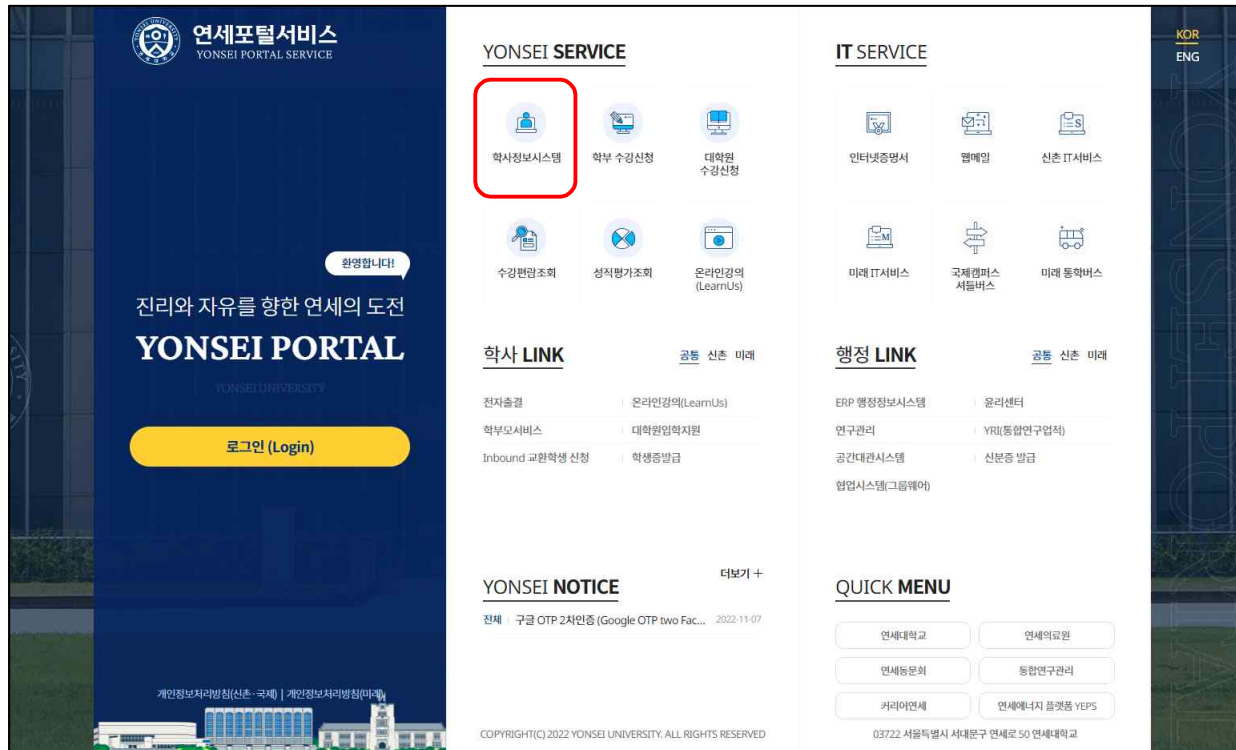 연세포털서비스
YONSEI PORTAL SERVICE
환영합니다!
진리와 자유를 향한 연세의 도전
YONSEI PORTAL
YONSEI UNIVERSITY
로그인 (Login)
개인정보처리방침(신촌·국제) | 개인정보처리방침(미래)
YONSEI SERVICE
학사정보시스템
학부 수강신청
대학원
수강신청
수강편람조회
성적평가조회
온라인강의
(LearnUs)
학사 LINK
공통 신촌 미래
전자출결
온라인강의(LearnUs)
학부모서비스
대학원입학지원
Inbound 교환학생 신청
학생증발급
YONSEI NOTICE
더보기 +
전체 구글 OTP 2차인증 (Google OTP two Fac... 2022-11-07
COPYRIGHT(C) 2022 YONSEI UNIVERSITY. ALL RIGHTS RESERVED
IT SERVICE
인터넷증명서
웹메일
신촌 IT서비스
미래 IT서비스
국제캠퍼스
셔틀버스
미래 통학버스
행정 LINK
공통 신촌 미래
ERP 행정정보시스템
윤리센터
연구관리
YRI(통합연구업적)
공간대관시스템
신분증 발급
협업시스템(그룹웨어)
QUICK MENU
연세대학교
연세의료원
연세동문회
통합연구관리
커리어연세
연세에너지 플랫폼 YEPS
03722 서울특별시 서대문구 연세로 50 연세대학교
KOR
ENG